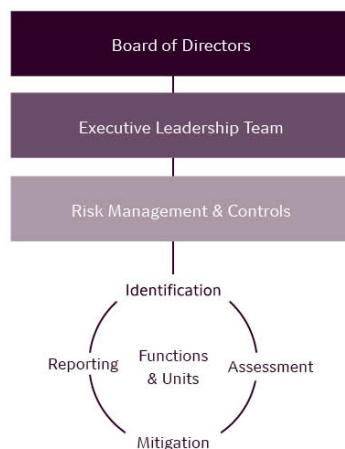 Board of Directors
Executive Leadership Team
Risk Management & Controls
Identification
Reporting
Functions
& Units
Assessment
Mitigation